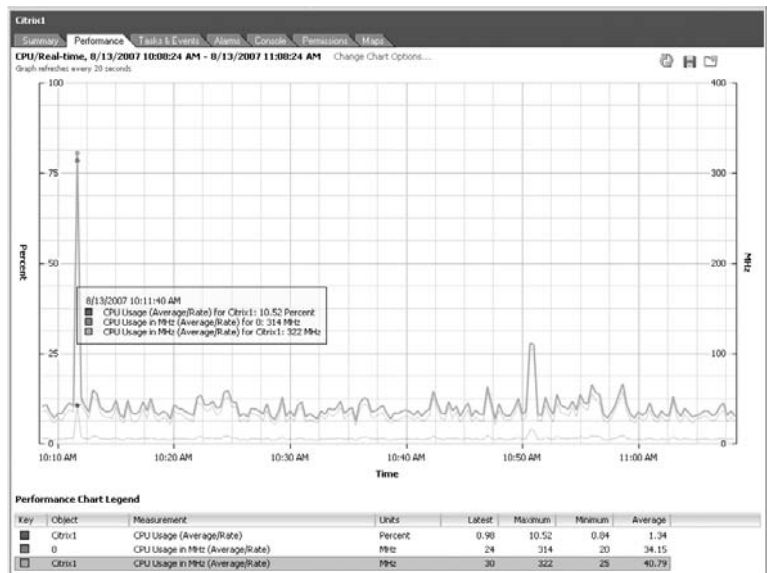 Citrix1
Summary Performance Tasks & Events Alarms Console Permissions Maps
CPU/Real-time, 8/13/2007 10:08:24 AM - 8/13/2007 11:08:24 AM Change Chart Options...
Graph refreshes every 20 seconds
100 400
75 300
Percent
50 200
MHz
8/13/2007 10:11:40 AM
CPU Usage (Average/Rate) for Citrix1: 10.52 Percent
CPU Usage in MHz (Average/Rate) for 0: 314 MHz
CPU Usage in MHz (Average/Rate) for Citrix1: 322 MHz
25 100
0 0
10:10 AM 10:20 AM 10:30 AM 10:40 AM 10:50 AM 11:00 AM
Time
Performance Chart Legend
Key Object Measurement Units Latest Maximum Minimum Average
Citrix1 CPU Usage (Average/Rate) Percent 0.98 10.52 0.84 1.34
0 CPU Usage in MHz (Average/Rate) MHz 24 314 20 34.15
Citrix1 CPU Usage in MHz (Average/Rate) MHz 30 322 25 40.79